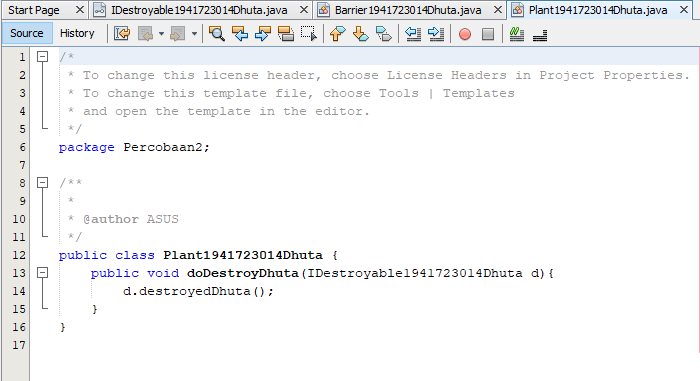 Start Page IDestroyable1941723014Dhuta.java Barrier1941723014Dhuta.java Plant1941723014Dhuta.java
Source History
1 /*
2 * To change this license header, choose License Headers in Project Properties.
3 * To change this template file, choose Tools | Templates
4 * and open the template in the editor.
5 */
6 package Percobaan2;
7
8 /**
9 *
10 * @author ASUS
11 */
12 public class Plant1941723014Dhuta {
13 public void doDestroyDhuta(IDestroyable1941723014Dhuta d){
14 d.destroyedDhuta();
15 }
16 }
17